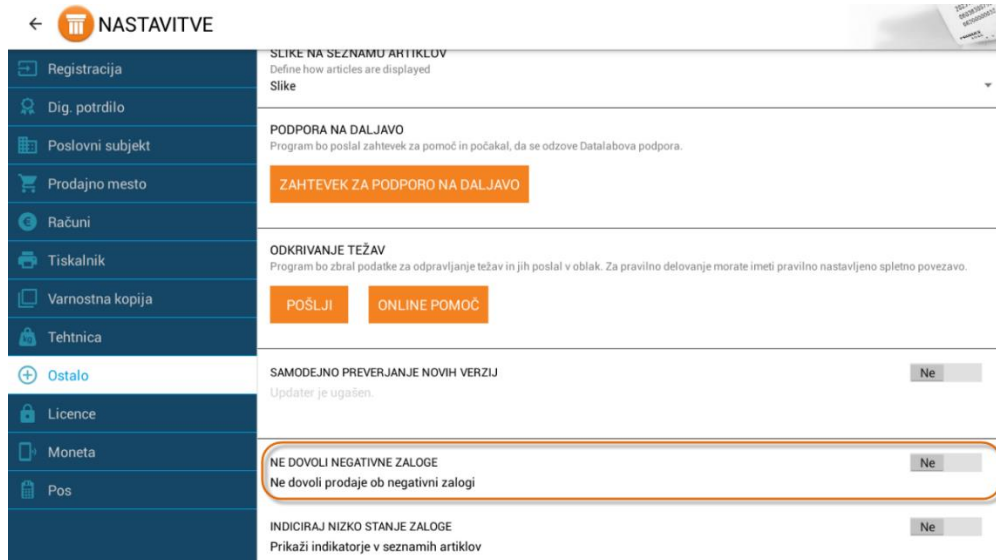 NASTAVITVE
Registracija
Dig. potrdilo
Poslovni subjekt
Prodajno mesto
Računi
Tiskalnik
Varnostna kopija
Tehtnica
Ostalo
Licence
Moneta
Pos
SLIKE NA SEZNAMU ARTIKLOV
Define how articles are displayed
Slike
PODPORA NA DALJAVO
Program bo poslal zahtevek za pomoč in počakal, da se odzove Datalabova podpora.
ZAHTEVEK ZA PODPORO NA DALJAVO
ODKRIVANJE TEŽAV
Program bo zbral podatke za odpravljanje težav in jih poslal v oblak. Za pravilno delovanje morate imeti pravilno nastavljeno spletno povezavo.
POŠLJI ONLINE POMOČ
SAMODEJNO PREVERJANJE NOVIH VERZIJ Ne
Updater je ugašen.
NE DOVOLI NEGATIVNE ZALOGE Ne
Ne dovoli prodaje ob negativni zalogi
INDICIRAJ NIZKO STANJE ZALOGE Ne
Prikaži indikatorje v seznamih artiklov